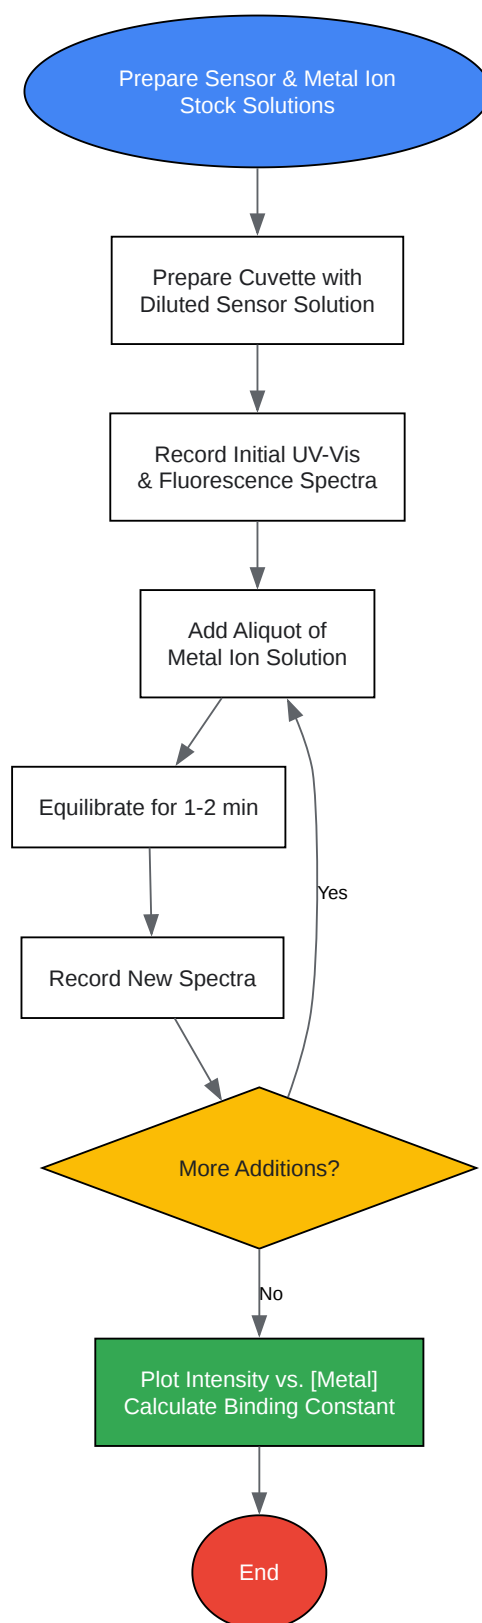 Prepare Sensor & Metal Ion
Stock Solutions
Prepare Cuvette with
Diluted Sensor Solution
Record Initial UV-Vis
& Fluorescence Spectra
Add Aliquot of
Metal Ion Solution
Equilibrate for 1-2 min
Yes
Record New Spectra
More Additions?
No
Plot Intensity vs. [Metal]
Calculate Binding Constant
End